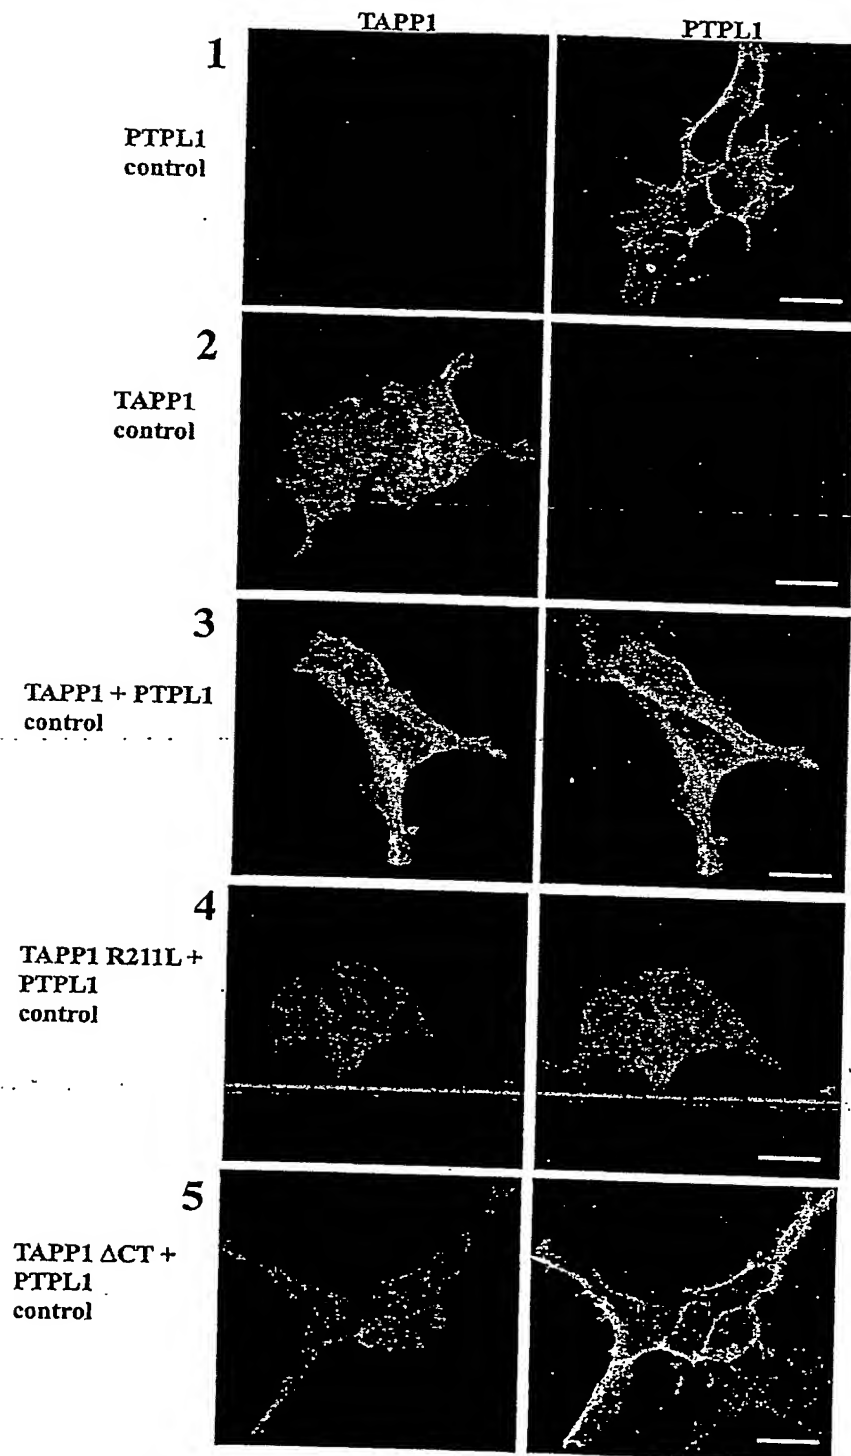 TAPP1 PTPL1
1
PTPL1
control
2
TAPP1
control
3
TAPP1 + PTPL1
control
4
TAPP1 R211L +
PTPL1
control
5
TAPP1 ΔCT +
PTPL1
control